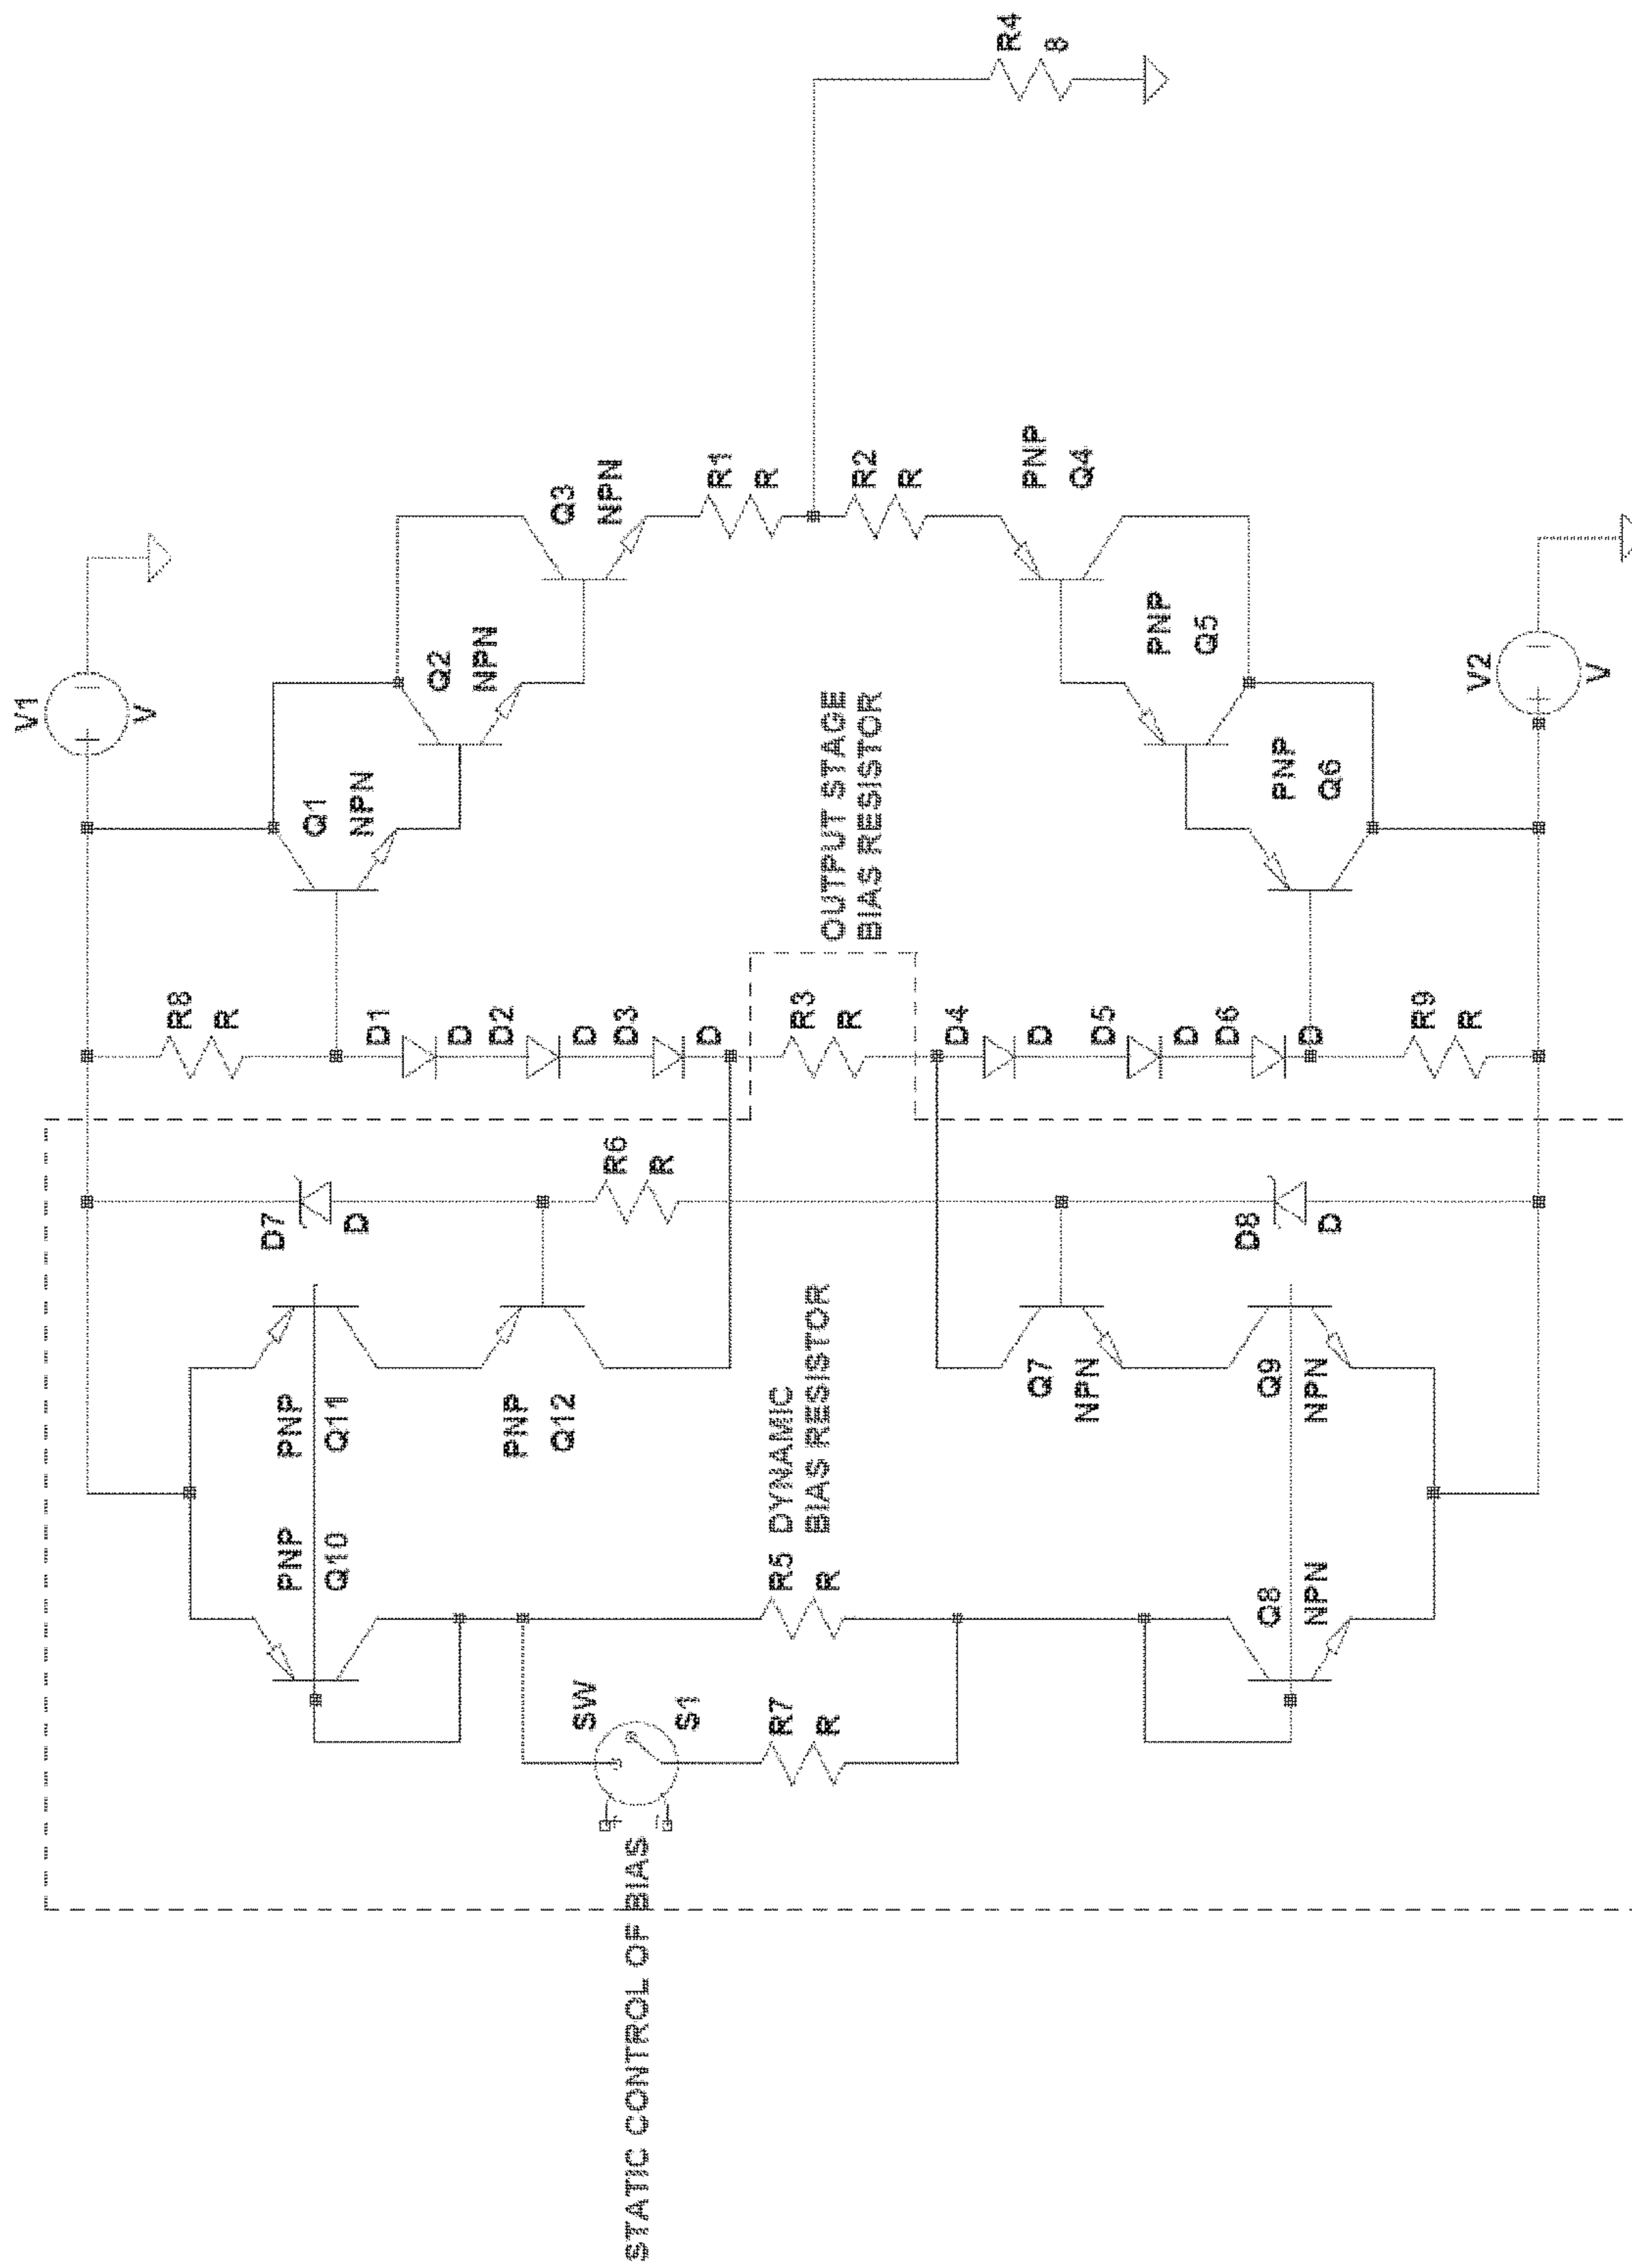 V1
V
R4
8
Q3
NPN
R1
R
R2
R
PNP
Q4
Q2
NPN
PNP
Q5
V2
V
Q1
NPN
OUTPUT STAGE
BIAS RESISTOR
PNP
Q6
R8
R
D1
D
D2
D
D3
D
R3
R
D4
D
D5
D
D6
D
R9
R
D7
D
R6
R
D8
D
PNP
Q11
PNP
Q12
Q7
NPN
Q9
NPN
PNP
Q10
R5
R
DYNAMIC
BIAS RESISTOR
Q8
NPN
SW
S1
R7
R
STATIC CONTROL OF BIAS